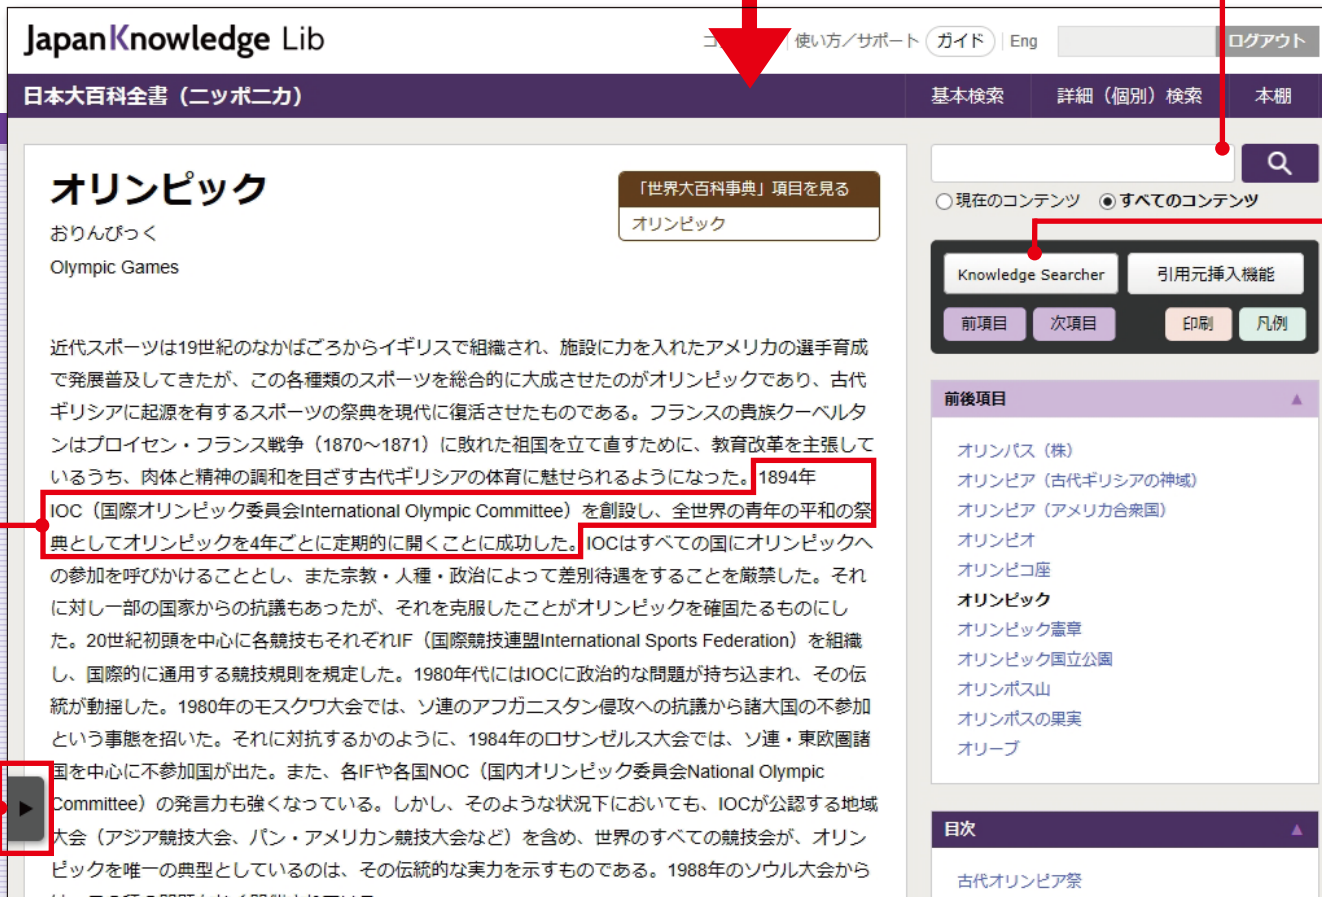 JapanKnowledge Lib
使い方／サポート
ガイド
Eng
ログアウト
日本大百科全書（ニッポニカ）
基本検索
詳細（個別）検索
本棚
オリンピック
おりんぴっく
Olympic Games
「世界大百科事典」項目を見る
オリンピック
近代スポーツは19世紀のなかばごろからイギリスで組織され、施設に力を入れたアメリカの選手育成
で発展普及してきたが、この各種類のスポーツを総合的に大成させたのがオリンピックであり、古代
ギリシアに起源を有するスポーツの祭典を現代に復活させたものである。フランスの貴族クーベルタ
ンはプロイセン・フランス戦争（1870～1871）に敗れた祖国を立て直すために、教育改革を主張して
いるうち、肉体と精神の調和を目ざす古代ギリシアの体育に魅せられるようになった。1894年
IOC（国際オリンピック委員会International Olympic Committee）を創設し、全世界の青年の平和の祭
典としてオリンピックを4年ごとに定期的に開くことに成功した。IOCはすべての国にオリンピックへ
の参加を呼びかけることとし、また宗教・人種・政治によって差別待遇をすることを厳禁した。それ
に対し一部の国家からの抗議もあったが、それを克服したことがオリンピックを確固たるものにし
た。20世紀初頭を中心に各競技もそれぞれIF（国際競技連盟International Sports Federation）を組織
し、国際的に通用する競技規則を規定した。1980年代にはIOCに政治的な問題が持ち込まれ、その伝
統が動揺した。1980年のモスクワ大会では、ソ連のアフガニスタン侵攻への抗議から諸大国の不参加
という事態を招いた。それに対抗するかのように、1984年のロサンゼルス大会では、ソ連・東欧圏諸
国を中心に不参加国が出た。また、各IFや各国NOC（国内オリンピック委員会National Olympic
Committee）の発言力も強くなっている。しかし、そのような状況下においても、IOCが公認する地域
大会（アジア競技大会、パン・アメリカン競技大会など）を含め、世界のすべての競技会が、オリン
ピックを唯一の典型としているのは、その伝統的な実力を示すものである。1988年のソウル大会から
現在のコンテンツ
すべてのコンテンツ
Knowledge Searcher
引用元挿入機能
前項目
次項目
印刷
凡例
前後項目
オリンパス（株）
オリンピア（古代ギリシアの神域）
オリンピア（アメリカ合衆国）
オリンピオ
オリンピコ座
オリンピック
オリンピック憲章
オリンピック国立公園
オリンポス山
オリンポスの果実
オリーブ
目次
古代オリンピア祭